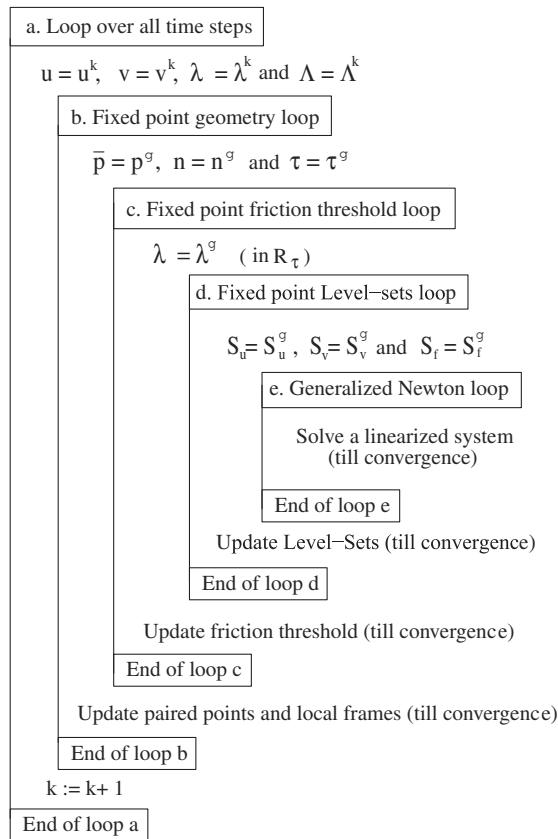 a. Loop over all time steps
u = u^k, v = v^k, λ = λ^k and Λ = Λ^k
b. Fixed point geometry loop
p̅ = p^g, n = n^g and τ = τ^g
c. Fixed point friction threshold loop
λ = λ^g ( in R_τ )
d. Fixed point Level−sets loop
S_u = S_u^g , S_v = S_v^g and S_f = S_f^g
e. Generalized Newton loop
Solve a linearized system
(till convergence)
End of loop e
Update Level−Sets (till convergence)
End of loop d
Update friction threshold (till convergence)
End of loop c
Update paired points and local frames (till convergence)
End of loop b
k := k+ 1
End of loop a